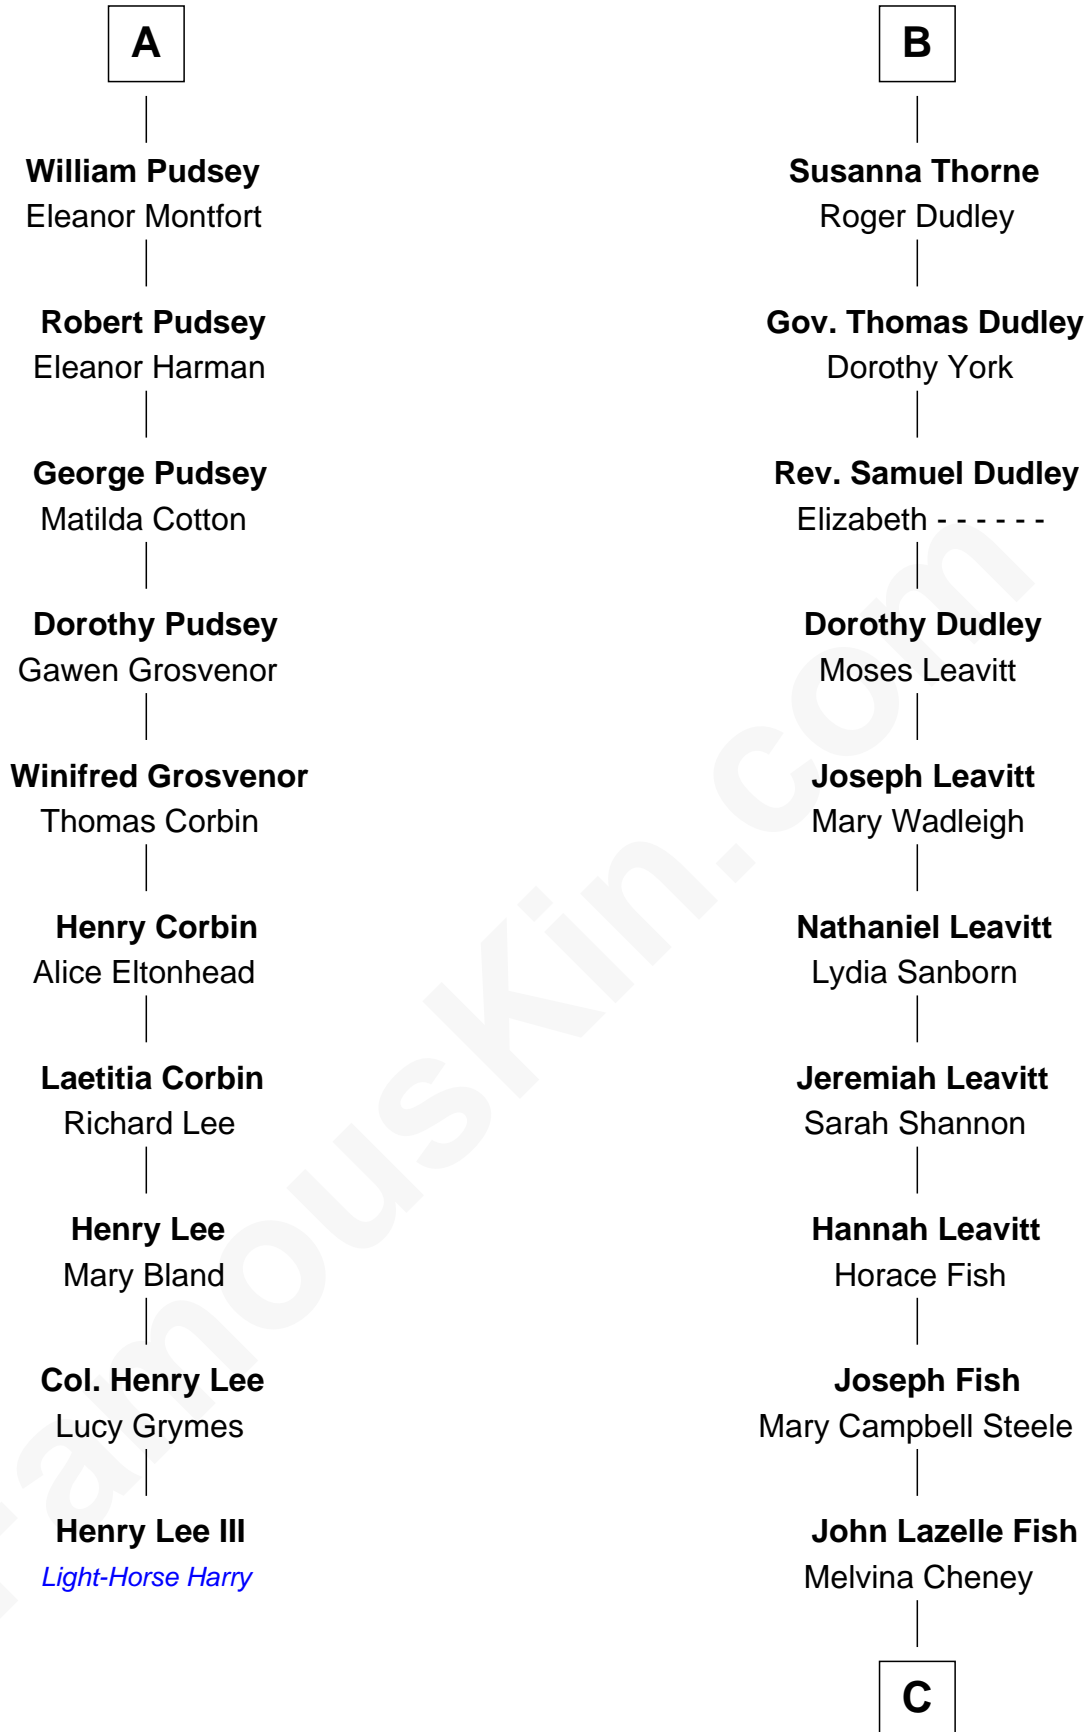 A
William Pudsey
Eleanor Montfort
Robert Pudsey
Eleanor Harman
George Pudsey
Matilda Cotton
Dorothy Pudsey
Gawen Grosvenor
Winifred Grosvenor
Thomas Corbin
Henry Corbin
Alice Eltonhead
Laetitia Corbin
Richard Lee
Henry Lee
Mary Bland
Col. Henry Lee
Lucy Grymes
Henry Lee III
Light-Horse Harry
B
Susanna Thorne
Roger Dudley
Gov. Thomas Dudley
Dorothy York
Rev. Samuel Dudley
Elizabeth - - - - - -
Dorothy Dudley
Moses Leavitt
Joseph Leavitt
Mary Wadleigh
Nathaniel Leavitt
Lydia Sanborn
Jeremiah Leavitt
Sarah Shannon
Hannah Leavitt
Horace Fish
Joseph Fish
Mary Campbell Steele
John Lazelle Fish
Melvina Cheney
C
FamousKin.com